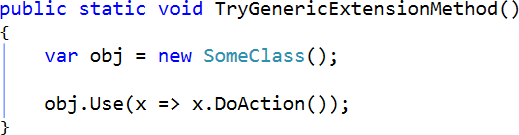 public static void TryGenericExtensionMethod()
{
    var obj = new SomeClass();
    obj.Use(x => x.DoAction());
}